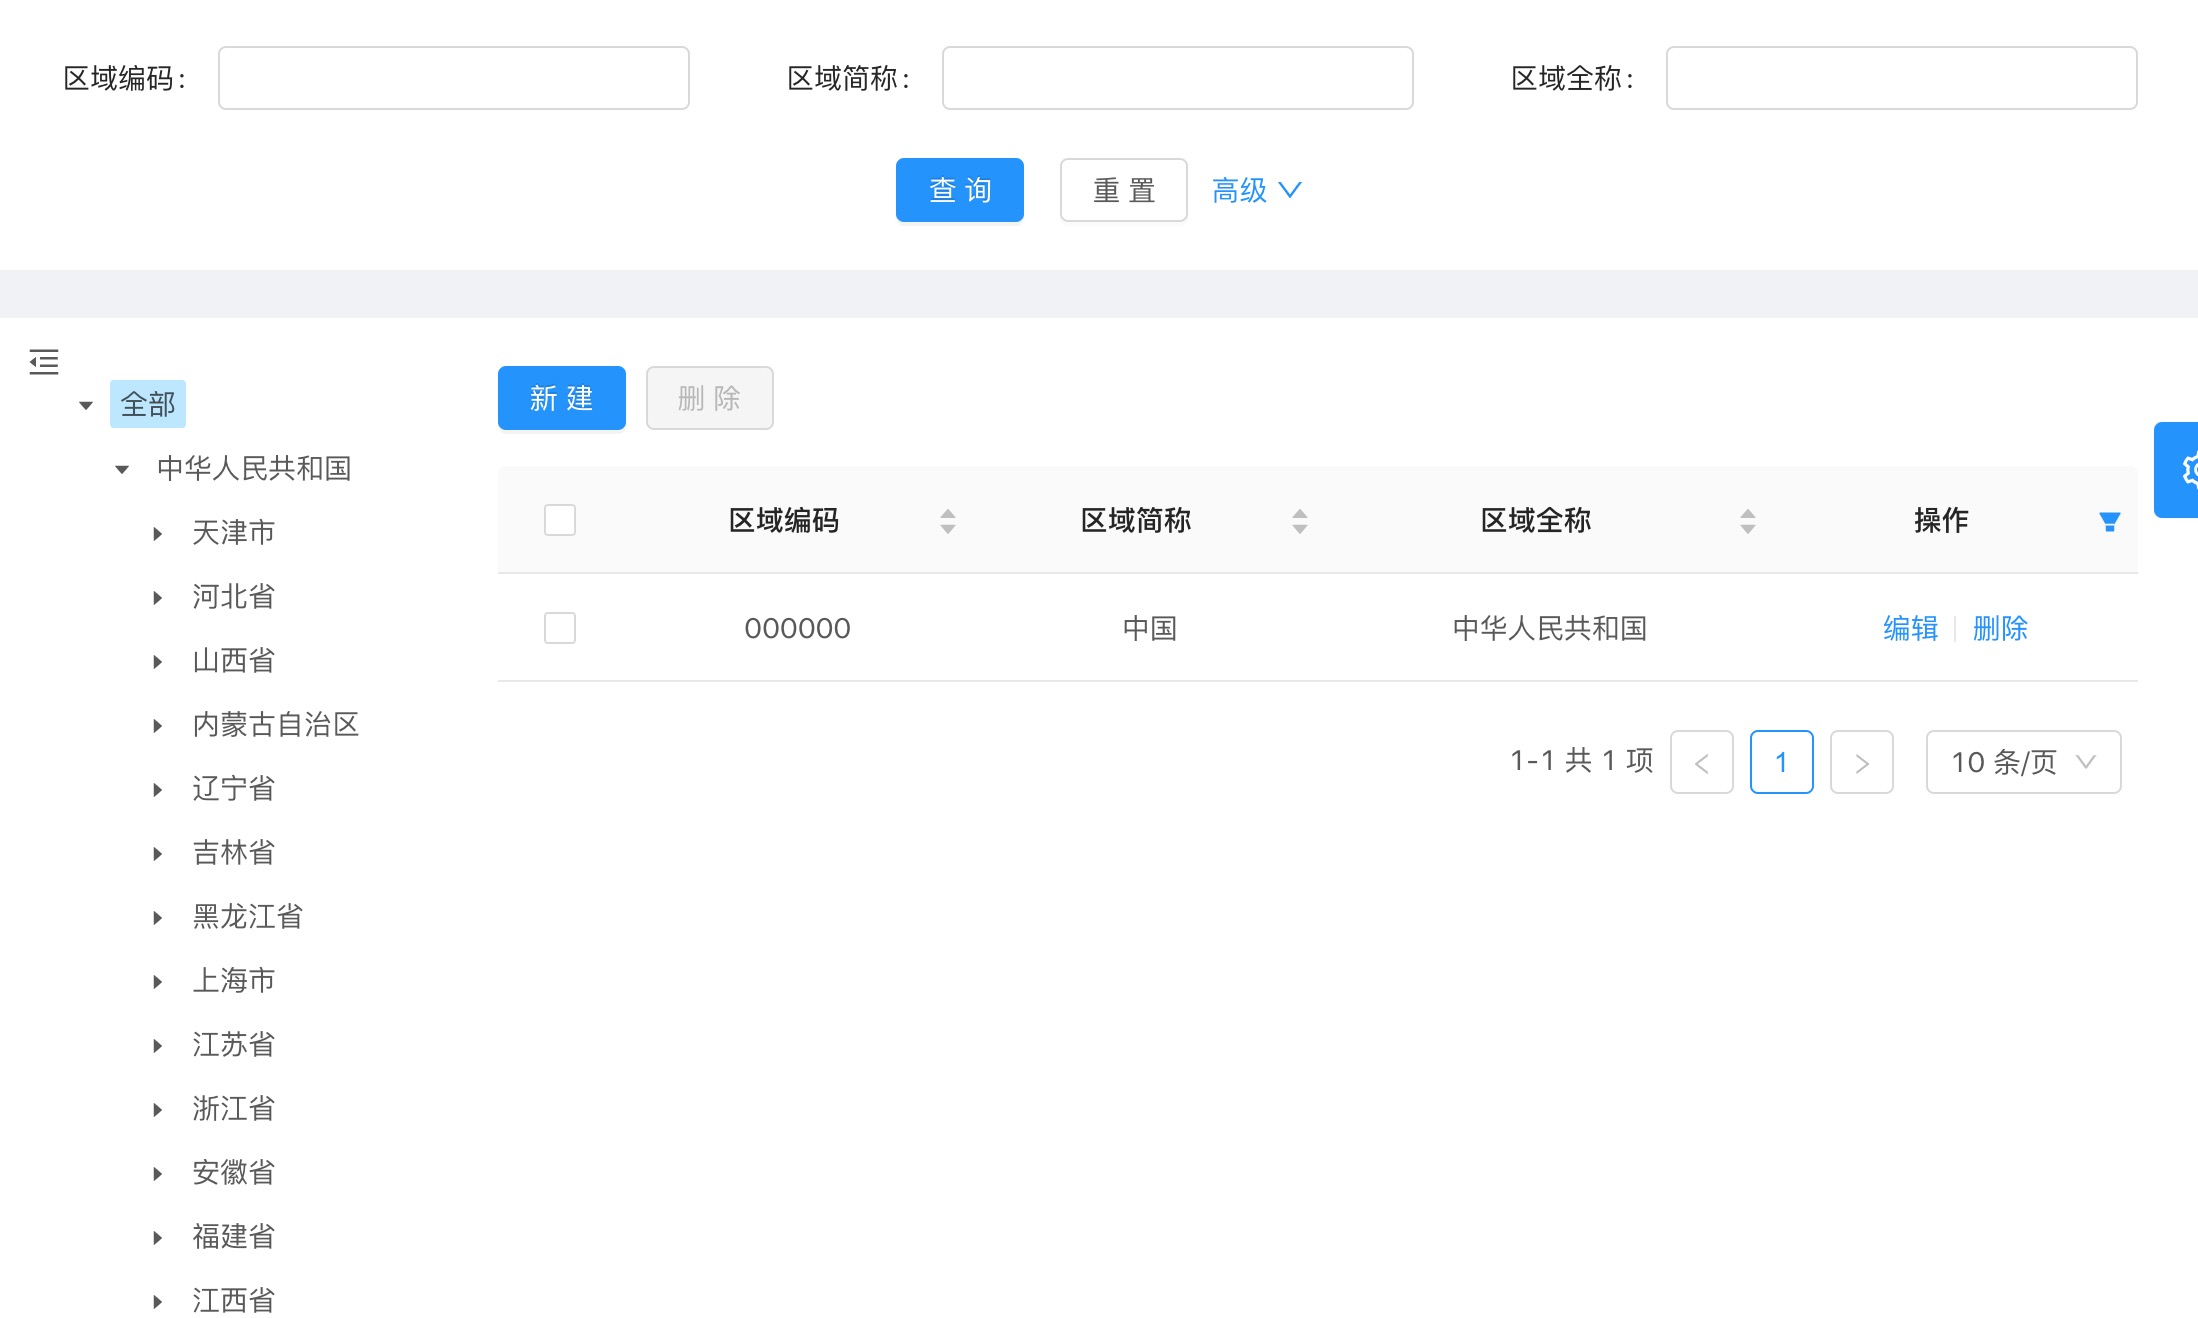 区域编码: 区域简称: 区域全称:
查 询 重 置 高级
全部
中华人民共和国
天津市
河北省
山西省
内蒙古自治区
辽宁省
吉林省
黑龙江省
上海市
江苏省
浙江省
安徽省
福建省
江西省
新 建 删 除
区域编码 区域简称 区域全称 操作
000000 中国 中华人民共和国 编辑 删除
1-1 共 1 项 < 1 > 10 条/页